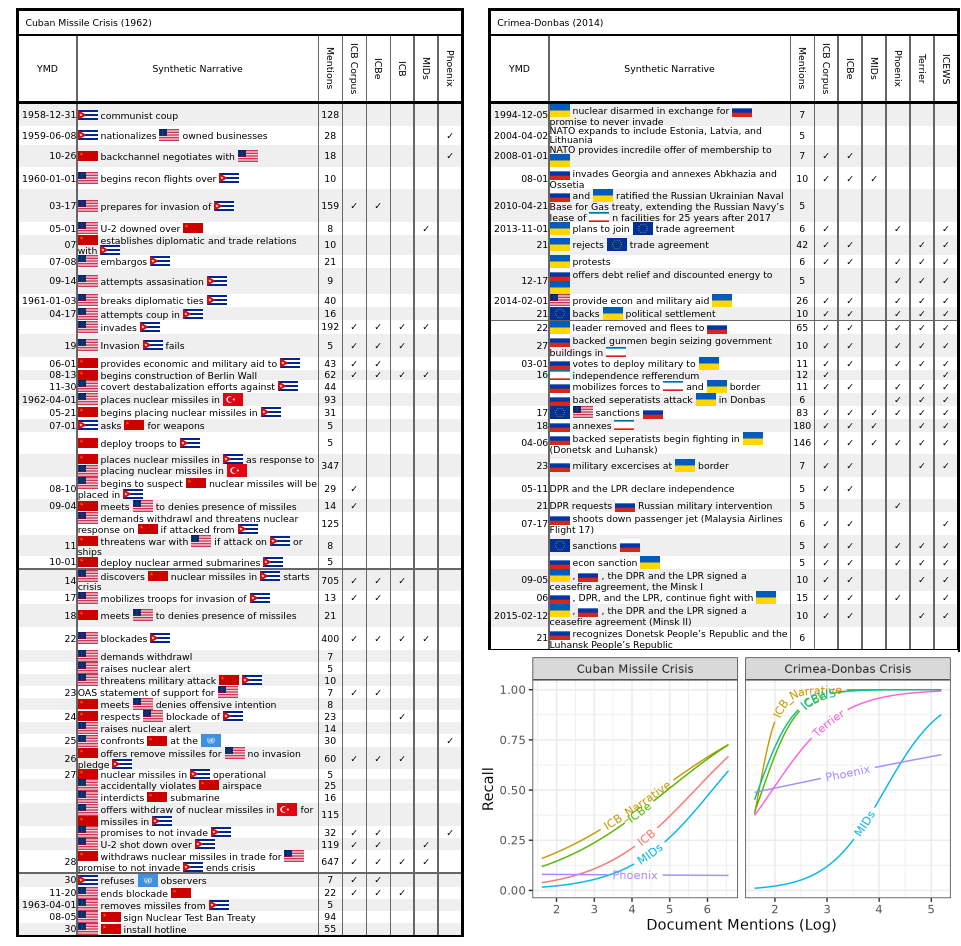 Cuban Missile Crisis (1962)
YMD Synthetic Narrative Mentions ICB Corpus ICBe ICB MIDs Phoenix
1958-12-31 communist coup 128
1959-06-08 nationalizes owned businesses 28 ✓
10-26 backchannel negotiates with 18 ✓
1960-01-01 begins recon flights over 10
03-17 prepares for invasion of 159 ✓ ✓
05-01 U-2 downed over 8 ✓
07 establishes diplomatic and trade relations
with 10
07-08 embargos 21
09-14 attempts assasination 9
1961-01-03 breaks diplomatic ties 40
04-17 attempts coup in 16
invades 192 ✓ ✓ ✓ ✓
19 Invasion fails 5 ✓ ✓ ✓
06-01 provides economic and military aid to 43 ✓ ✓
08-13 begins construction of Berlin Wall 62 ✓ ✓ ✓ ✓
11-30 covert destabalization efforts against 44
1962-04-01 places nuclear missiles in 93
05-21 begins placing nuclear missiles in 31
07-01 asks for weapons 5
deploy troops to 5
places nuclear missiles in as response to
placing nuclear missiles in 347
08-10 begins to suspect nuclear missiles will be
placed in 29 ✓
09-04 meets to denies presence of missiles 14 ✓
demands withdrawl and threatens nuclear
response on if attacked from 125
11 threatens war with if attack on or
ships 8
10-01 deploy nuclear armed submarines 5
14 discovers nuclear missiles in starts
crisis 705 ✓ ✓ ✓
17 mobilizes troops for invasion of 13 ✓ ✓
18 meets to denies presence of missiles 21
22 blockades 400 ✓ ✓ ✓ ✓
demands withdrawl 7
raises nuclear alert 5
threatens military attack 10
23 OAS statement of support for 7 ✓ ✓
meets denies offensive intention 8
24 respects blockade of 23 ✓
raises nuclear alert 14
25 confronts at the 30 ✓
26 offers remove missiles for no invasion
pledge 60 ✓ ✓
27 nuclear missiles in operational 5
accidentally violates airspace 25
interdicts submarine 16
offers withdraw of nuclear missiles in for
missiles in 115
promises to not invade 32 ✓ ✓ ✓
U-2 shot down over 119 ✓ ✓ ✓
28 withdraws nuclear missiles in trade for
promise to not invade ends crisis 647 ✓ ✓ ✓ ✓
30 refuses observers 7 ✓ ✓
11-20 ends blockade 22 ✓ ✓ ✓
1963-04-01 removes missiles from 5
08-05 sign Nuclear Test Ban Treaty 94
30 install hotline 55
Crimea-Donbas (2014)
YMD Synthetic Narrative Mentions ICB Corpus ICBe MIDs Phoenix Terrier ICEWS
1994-12-05 nuclear disarmed in exchange for
promise to never invade 7
2004-04-02 NATO expands to include Estonia, Latvia, and
Lithuania 5
2008-01-01 NATO provides incredile offer of membership to 7 ✓ ✓
08-01 invades Georgia and annexes Abkhazia and
Ossetia 10 ✓ ✓ ✓
2010-04-21 and ratified the Russian Ukrainian Naval
Base for Gas treaty, extending the Russian Navy's
lease of n facilities for 25 years after 2017 5
2013-11-01 plans to join trade agreement 6 ✓ ✓ ✓
21 rejects trade agreement 42 ✓ ✓ ✓ ✓
protests 6 ✓ ✓ ✓ ✓ ✓
12-17 offers debt relief and discounted energy to 5 ✓ ✓ ✓ ✓ ✓
2014-02-01 provide econ and military aid 26 ✓ ✓ ✓ ✓
21 backs political settlement 10 ✓ ✓ ✓ ✓ ✓
22 leader removed and flees to 65 ✓ ✓ ✓ ✓ ✓
27 backed gunmen begin seizing government
buildings in 10 ✓ ✓ ✓ ✓ ✓
03-01 votes to deploy military to 11 ✓ ✓ ✓ ✓ ✓
16 independence refferendum 12 ✓ ✓
mobilizes forces to and border 11 ✓ ✓ ✓ ✓ ✓
backed seperatists attack in Donbas 6 ✓ ✓ ✓
17 sanctions 83 ✓ ✓ ✓ ✓ ✓ ✓
18 annexes 180 ✓ ✓ ✓ ✓ ✓ ✓
04-06 backed seperatists begin fighting in
(Donetsk and Luhansk) 146 ✓ ✓ ✓ ✓ ✓ ✓
23 military excercises at border 7 ✓ ✓ ✓ ✓
05-11 DPR and the LPR declare independence 6 ✓ ✓
21 DPR requests Russian military intervention 5 ✓
07-17 shoots down passenger jet (Malaysia Airlines
Flight 17) 6 ✓ ✓ ✓
sanctions 5 ✓ ✓ ✓ ✓ ✓
econ sanction 5 ✓ ✓ ✓ ✓ ✓
09-05 , , the DPR and the LPR signed a
ceasefire agreement, the Minsk I 10 ✓ ✓ ✓ ✓
06 , DPR, and the LPR, continue fight with 15 ✓ ✓ ✓ ✓
2015-02-12 , , the DPR and the LPR signed a
ceasefire agreement (Minsk II) 10 ✓ ✓ ✓ ✓
21 recognizes Donetsk People's Republic and the
Luhansk People's Republic 6
Cuban Missile Crisis Crimea-Donbas Crisis
Recall
1.00
0.75
0.50
0.25
0.00
ICB_Narrative
ICBe
ICB
MIDs
Phoenix
ICB_Narrative
Terrier
Phoenix
MIDs
2 3 4 5 6 2 3 4 5
Document Mentions (Log)